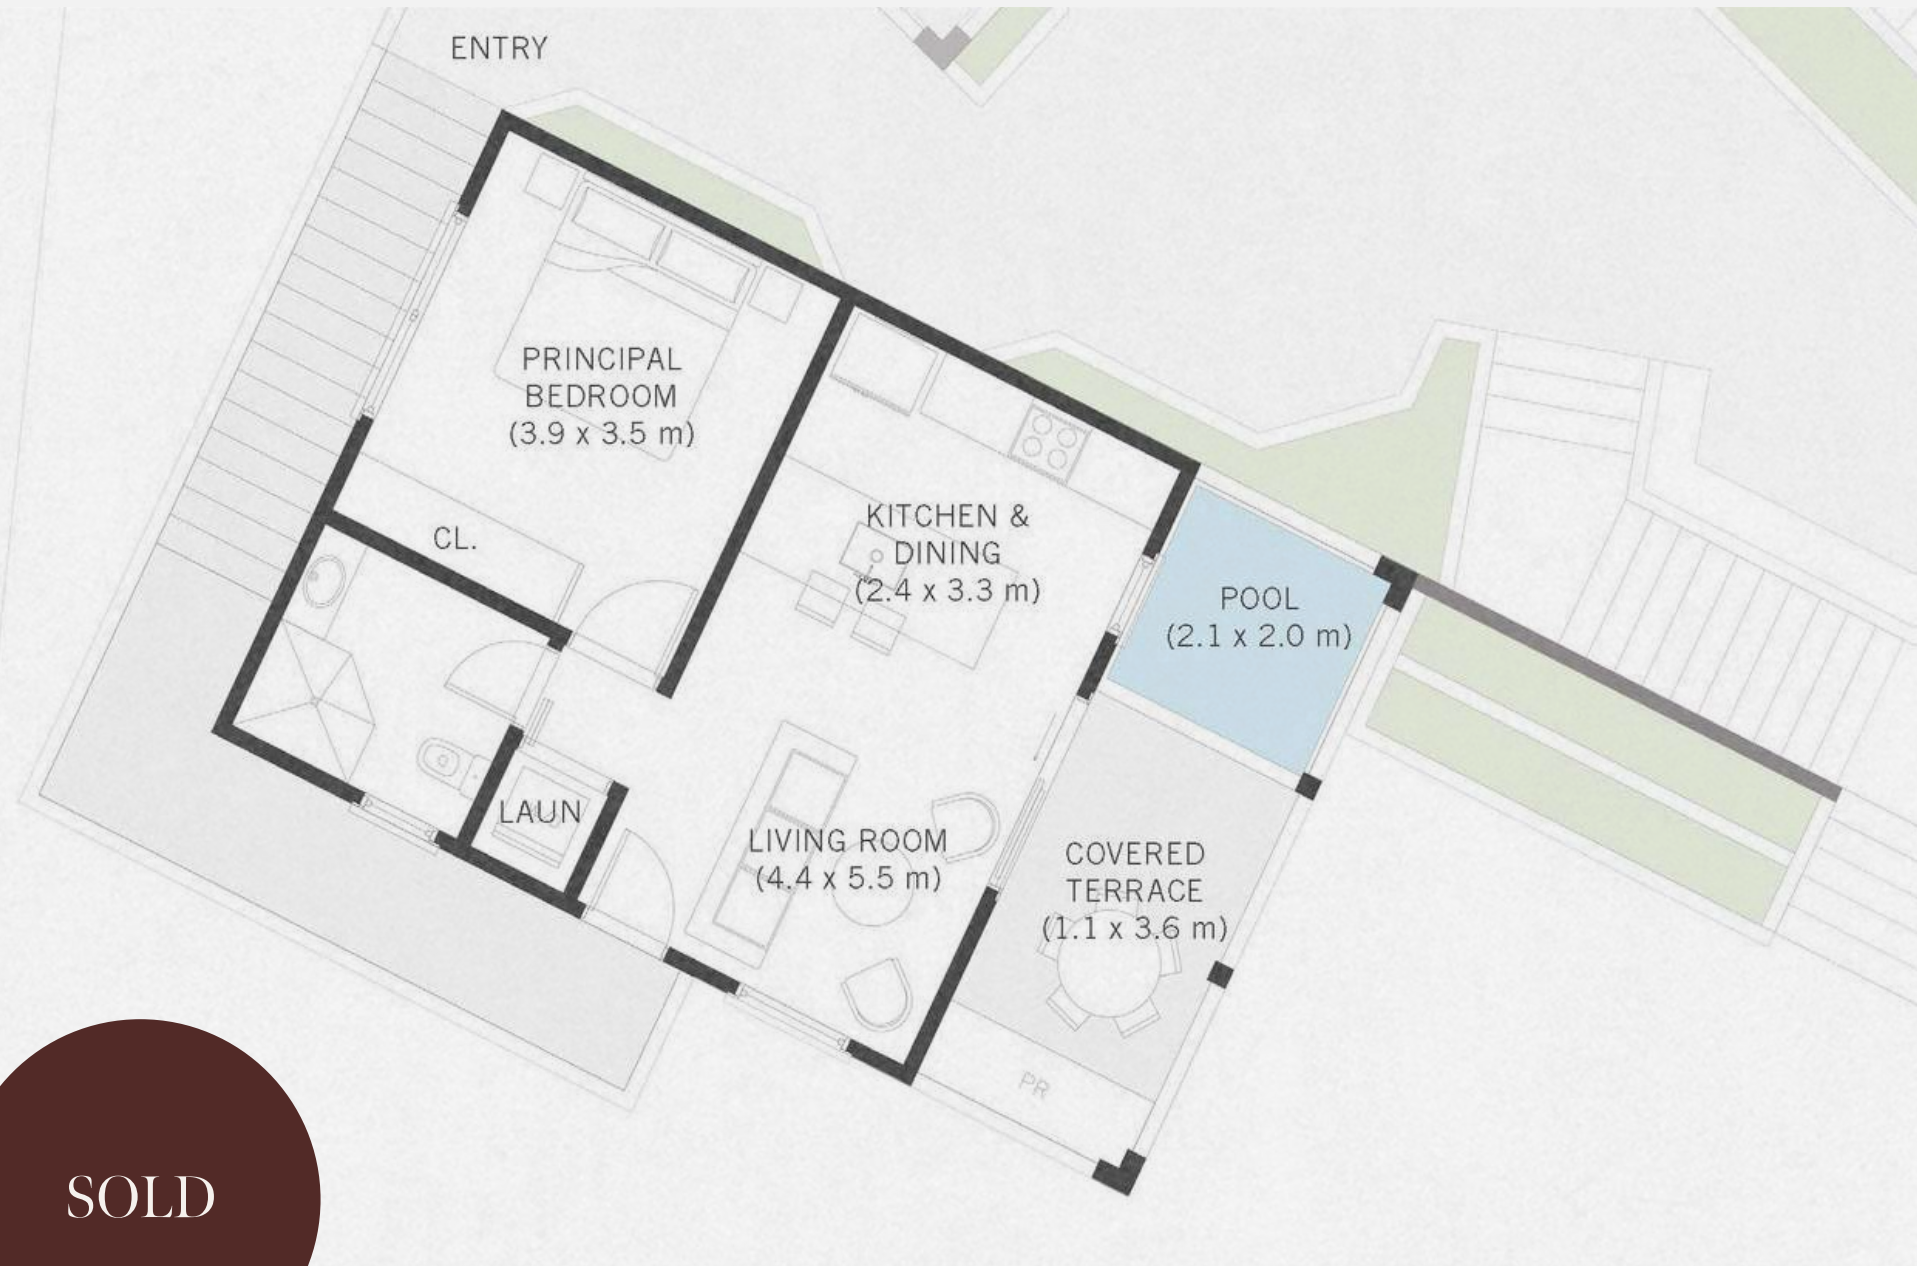 ENTRY
PRINCIPAL
BEDROOM
(3.9 x 3.5 m)
CL.
KITCHEN &
DINING
(2.4 x 3.3 m)
POOL
(2.1 x 2.0 m)
LAUN
LIVING ROOM
(4.4 x 5.5 m)
COVERED
TERRACE
(1.1 x 3.6 m)
PR
SOLD